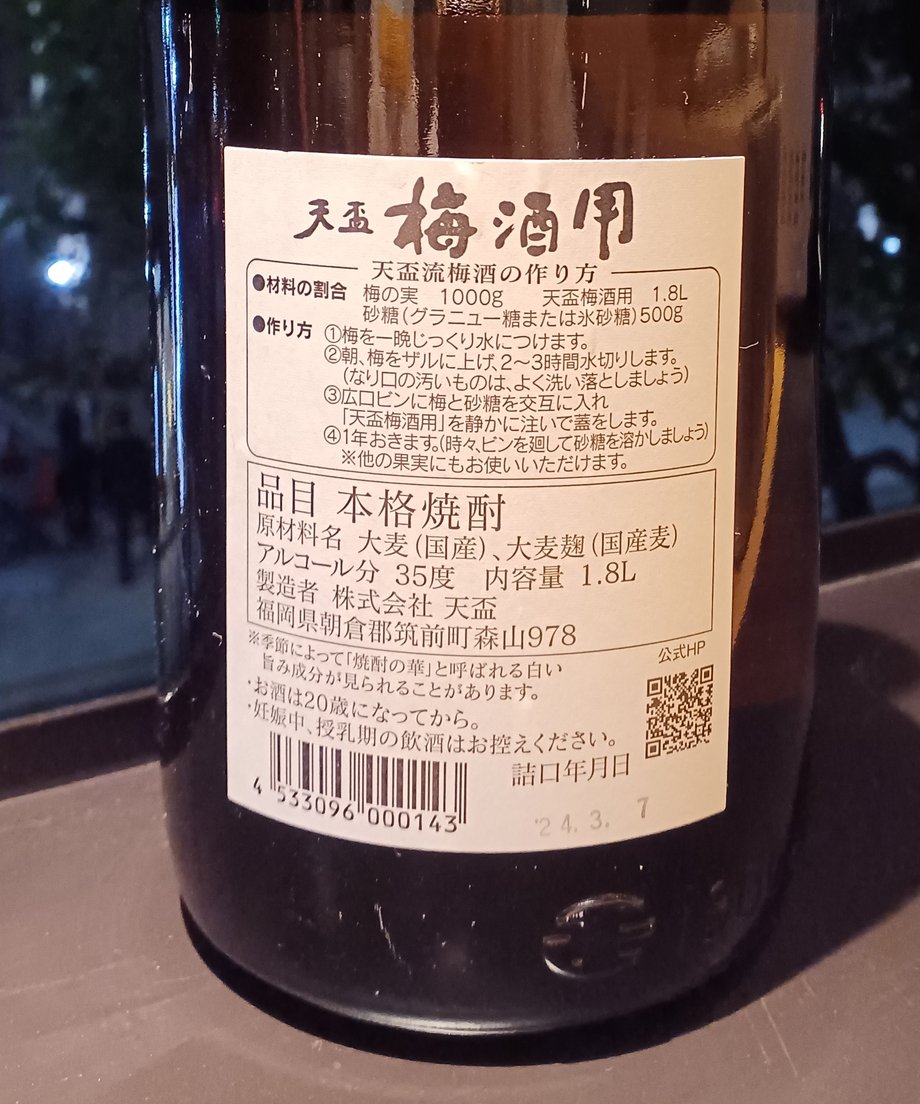 天盃 梅酒用
天盃流梅酒の作り方
●材料の割合 梅の実 1000g 天盃梅酒用 1.8L
砂糖(グラニュー糖または氷砂糖)500g
●作り方 ①梅を一晩じっくり水につけます。
②朝、梅をザルに上げ、2〜3時間水切りします。
(なり口の汚いものは、よく洗い落としましょう)
③広口ビンに梅と砂糖を交互に入れ
「天盃梅酒用」を静かに注いで蓋をします。
④1年おきます。(時々、ビンを廻して砂糖を溶かしましょう)
※他の果実にもお使いいただけます。
品目 本格焼酎
原材料名 大麦(国産)、大麦麹(国産麦)
アルコール分 35度 内容量 1.8L
製造者 株式会社 天盃
福岡県朝倉郡筑前町森山978
※季節によって「焼酎の華」と呼ばれる白い
旨み成分が見られることがあります。
・お酒は20歳になってから。
・妊娠中、授乳期の飲酒はお控えください。
公式HP
4 533096 000143
詰口年月日
'24.3. 7